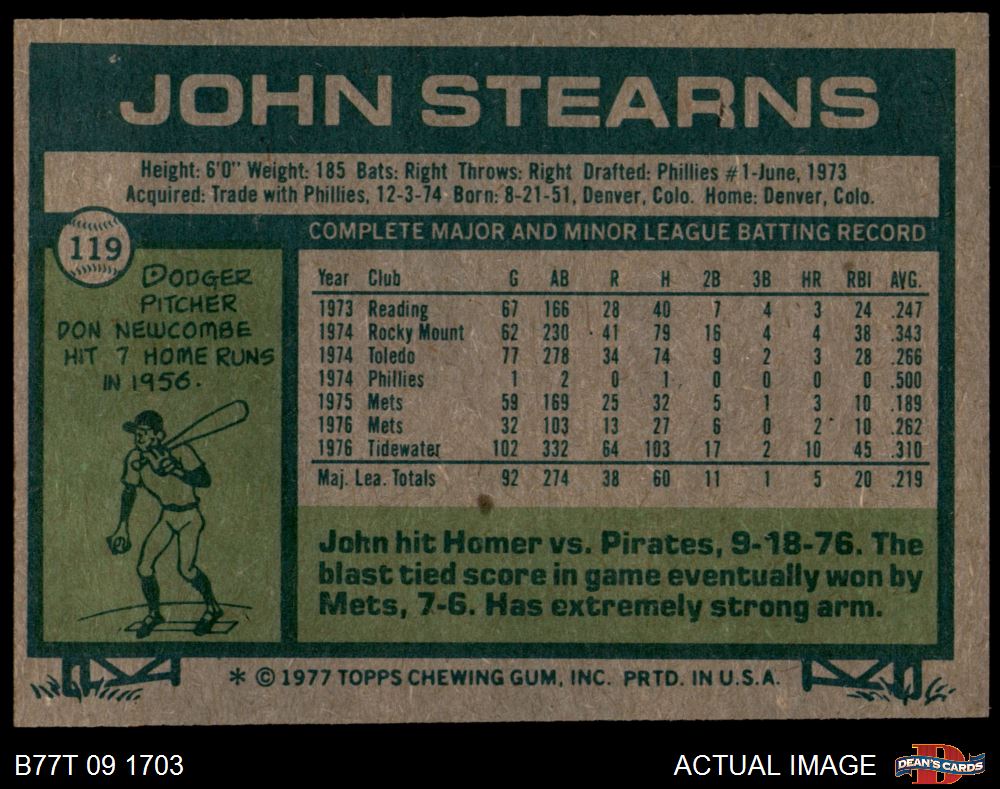 JOHN STEARNS
Height: 6'0" Weight: 185 Bats: Right Throws: Right Drafted: Phillies #1-June, 1973
Acquired: Trade with Phillies, 12-3-74 Born: 8-21-51, Denver, Colo. Home: Denver, Colo.
119
DODGER
PITCHER
DON NEWCOMBE
HIT 7 HOME RUNS
IN 1956.
COMPLETE MAJOR AND MINOR LEAGUE BATTING RECORD
Year Club G AB R H 2B 3B HR RBI AVG.
1973 Reading 67 166 28 40 7 4 3 24 .247
1974 Rocky Mount 62 230 41 79 16 4 4 38 .343
1974 Toledo 77 278 34 74 9 2 3 28 .266
1974 Phillies 1 2 0 1 0 0 0 0 .500
1975 Mets 59 169 25 32 5 1 3 10 .189
1976 Mets 32 103 13 27 6 0 2 10 .262
1976 Tidewater 102 332 64 103 17 2 10 45 .310
Maj. Lea. Totals 92 274 38 60 11 1 5 20 .219
John hit Homer vs. Pirates, 9-18-76. The
blast tied score in game eventually won by
Mets, 7-6. Has extremely strong arm.
* © 1977 TOPPS CHEWING GUM, INC. PRTD. IN U.S.A.
B77T 09 1703
ACTUAL IMAGE
DEAN'S CARDS